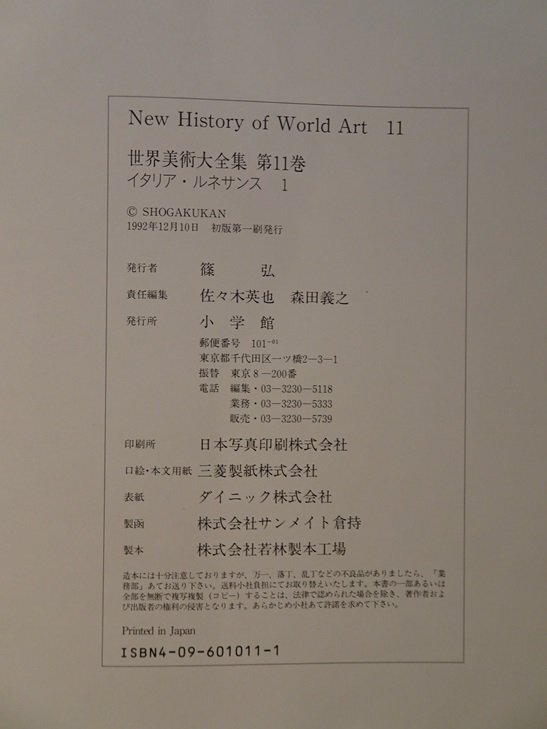 New History of World Art 11
世界美術大全集 第11巻
イタリア・ルネサンス 1
© SHOGAKUKAN
1992年12月10日 初版第一刷発行
発行者 篠 弘
責任編集 佐々木英也 森田義之
発行所 小学館
郵便番号 101-01
東京都千代田区一ツ橋2-3-1
振替 東京8-200番
電話 編集・03-3230-5118
業務・03-3230-5333
販売・03-3230-5739
印刷所 日本写真印刷株式会社
口絵・本文用紙 三菱製紙株式会社
表紙 ダイニック株式会社
製函 株式会社サンメイト倉持
製本 株式会社若林製本工場
造本には十分注意しておりますが、万一、落丁、乱丁などの不良品がありましたら、「業
務部」あてお送り下さい。送料小社負担にてお取り替えいたします。本書の一部あるいは
全部を無断で複写複製(コピー)することは、法律で認められた場合を除き、著作者およ
び出版者の権利の侵害となります。あらかじめ小社あて許諾を求めて下さい。
Printed in Japan
ISBN4-09-601011-1